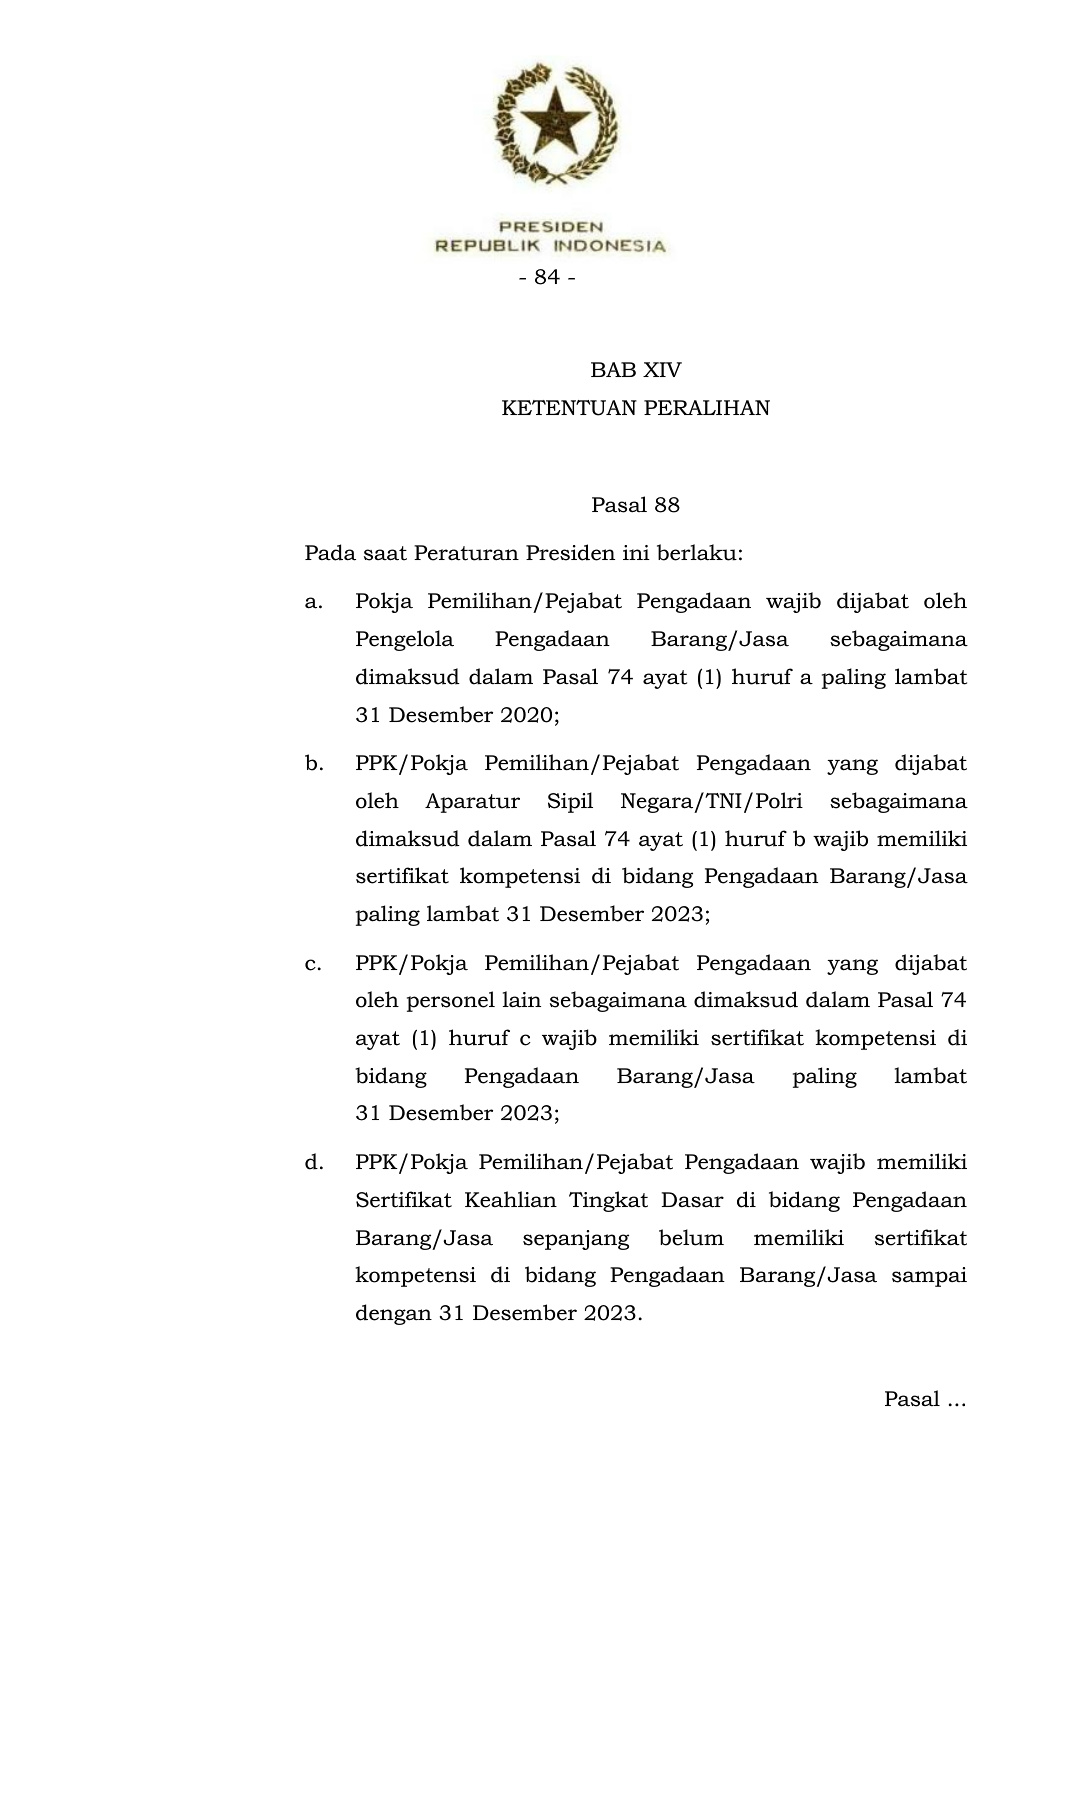 PRESIDEN
REPUBLIK INDONESIA
- 84 -
BAB XIV
KETENTUAN PERALIHAN
Pasal 88
Pada saat Peraturan Presiden ini berlaku:
a. Pokja Pemilihan/Pejabat Pengadaan wajib dijabat oleh
Pengelola Pengadaan Barang/Jasa sebagaimana
dimaksud dalam Pasal 74 ayat (1) huruf a paling lambat
31 Desember 2020;
b. PPK/Pokja Pemilihan/Pejabat Pengadaan yang dijabat
oleh Aparatur Sipil Negara/TNI/Polri sebagaimana
dimaksud dalam Pasal 74 ayat (1) huruf b wajib memiliki
sertifikat kompetensi di bidang Pengadaan Barang/Jasa
paling lambat 31 Desember 2023;
c. PPK/Pokja Pemilihan/Pejabat Pengadaan yang dijabat
oleh personel lain sebagaimana dimaksud dalam Pasal 74
ayat (1) huruf c wajib memiliki sertifikat kompetensi di
bidang Pengadaan Barang/Jasa paling lambat
31 Desember 2023;
d. PPK/Pokja Pemilihan/Pejabat Pengadaan wajib memiliki
Sertifikat Keahlian Tingkat Dasar di bidang Pengadaan
Barang/Jasa sepanjang belum memiliki sertifikat
kompetensi di bidang Pengadaan Barang/Jasa sampai
dengan 31 Desember 2023.
Pasal ...